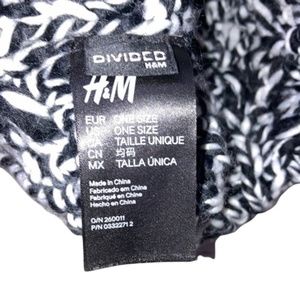 DIVIDED
H&M
H&M
EUR ONE SIZE
US ONE SIZE
CA TAILLE UNIQUE
CN 均码
MX TALLA ÚNICA
Made in China
Fabricado em China
Fabriqué en Chine
Hecho en China
O/N 260011
P/N 0332271 2